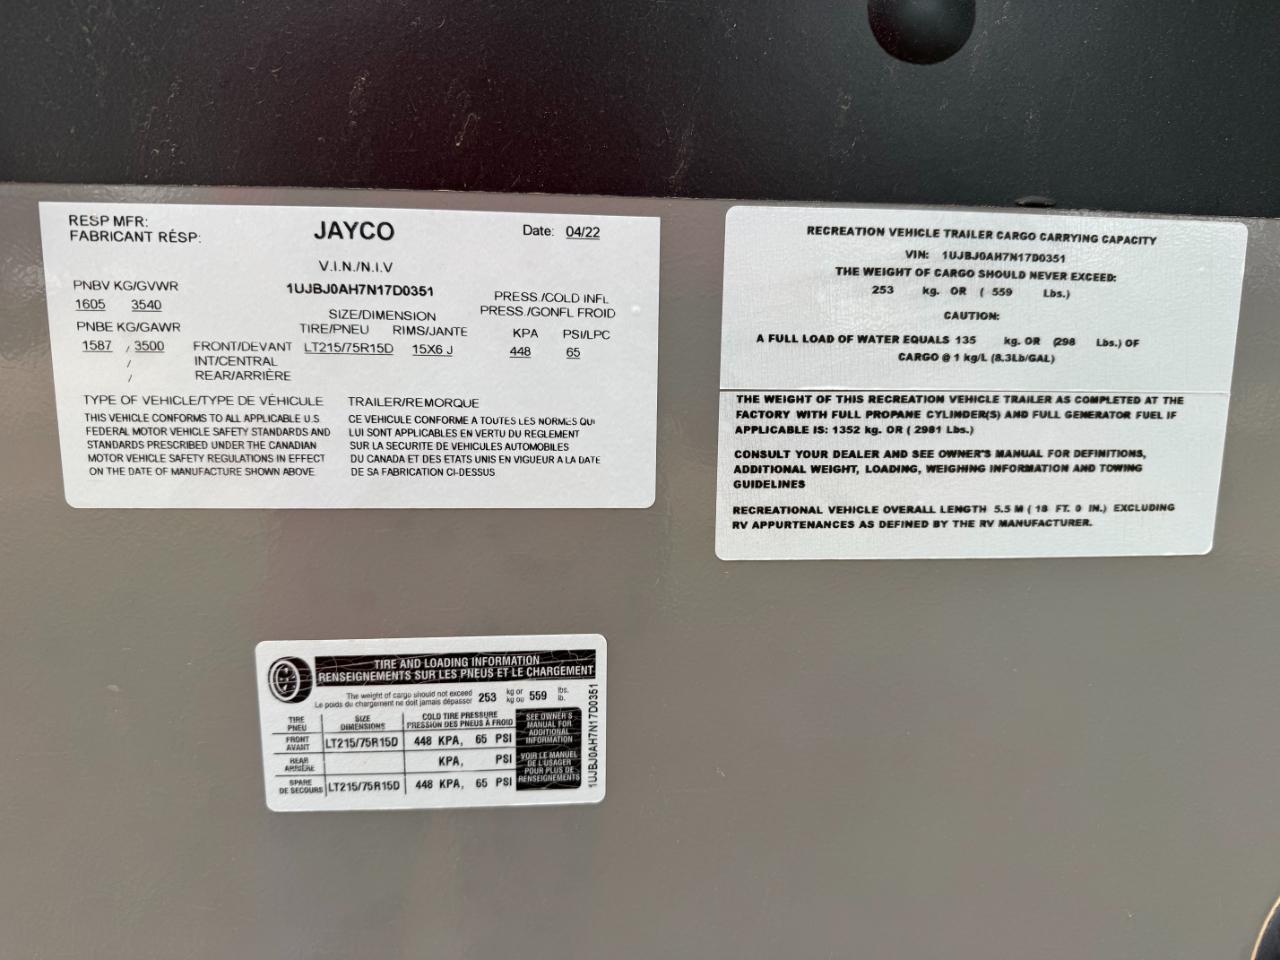 RESP MFR:
FABRICANT RÉSP:
JAYCO
Date: 04/22
V.I.N./N.I.V
1UJBJ0AH7N17D0351
PNBV KG/GVWR
1605 3540
PNBE KG/GAWR
1587 / 3500
/
/
SIZE/DIMENSION
TIRE/PNEU RIMS/JANTE
PRESS./COLD INFL
PRESS./GONFL FROID
KPA PSI/LPC
FRONT/DEVANT LT215/75R15D 15X6 J 448 65
INT/CENTRAL
REAR/ARRIÈRE
TYPE OF VEHICLE/TYPE DE VÉHICULE TRAILER/REMORQUE
THIS VEHICLE CONFORMS TO ALL APPLICABLE U.S
FEDERAL MOTOR VEHICLE SAFETY STANDARDS AND
STANDARDS PRESCRIBED UNDER THE CANADIAN
MOTOR VEHICLE SAFETY REGULATIONS IN EFFECT
ON THE DATE OF MANUFACTURE SHOWN ABOVE
CE VEHICULE CONFORME A TOUTES LES NORMES QUI
LUI SONT APPLICABLES EN VERTU DU REGLEMENT
SUR LA SECURITE DE VEHICULES AUTOMOBILES
DU CANADA ET DES ETATS UNIS EN VIGUEUR A LA DATE
DE SA FABRICATION CI-DESSUS
RECREATION VEHICLE TRAILER CARGO CARRYING CAPACITY
VIN: 1UJBJ0AH7N17D0351
THE WEIGHT OF CARGO SHOULD NEVER EXCEED:
253 kg. OR ( 559 Lbs.)
CAUTION:
A FULL LOAD OF WATER EQUALS 135 kg. OR (298 Lbs.) OF
CARGO @ 1 kg/L (8.3Lb/GAL)
THE WEIGHT OF THIS RECREATION VEHICLE TRAILER AS COMPLETED AT THE
FACTORY WITH FULL PROPANE CYLINDER(S) AND FULL GENERATOR FUEL IF
APPLICABLE IS: 1352 kg. OR ( 2981 Lbs.)
CONSULT YOUR DEALER AND SEE OWNER'S MANUAL FOR DEFINITIONS,
ADDITIONAL WEIGHT, LOADING, WEIGHING INFORMATION AND TOWING
GUIDELINES
RECREATIONAL VEHICLE OVERALL LENGTH 5.5 M ( 18 FT. 0 IN.) EXCLUDING
RV APPURTENANCES AS DEFINED BY THE RV MANUFACTURER.
TIRE AND LOADING INFORMATION
RENSEIGNEMENTS SUR LES PNEUS ET LE CHARGEMENT
The weight of cargo should not exceed 253 kg or 559 lbs.
Le poids du chargement ne doit jamais dépasser kg ou lb.
TIRE SIZE COLD TIRE PRESSURE
PNEU DIMENSIONS PRESSION DES PNEUS À FROID
FRONT
AVANT LT215/75R15D 448 KPA, 65 PSI
REAR
ARRIÈRE KPA, PSI
SPARE
DE SECOURS LT215/75R15D 448 KPA, 65 PSI
SEE OWNER'S
MANUAL FOR
ADDITIONAL
INFORMATION
VOIR LE MANUEL
DE L'USAGER
POUR PLUS DE
RENSEIGNEMENTS
1UJBJ0AH7N17D0351